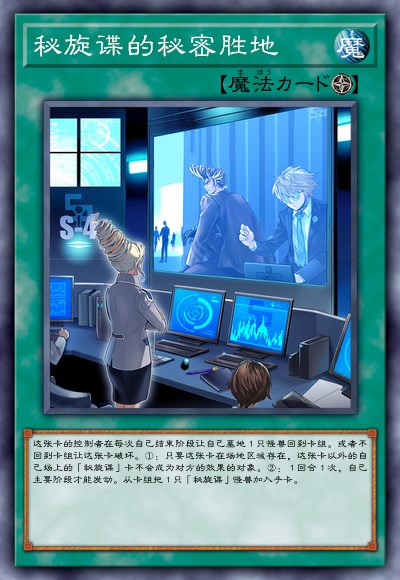 秘旋谍的秘密胜地
魔
【魔法カード】
まほう
S-4
这张卡的控制者在每次自己结束阶段让自己墓地1只怪兽回到卡组。或者不
回到卡组让这张卡破坏。①：只要这张卡在场地区域存在，这张卡以外的自
己场上的「秘旋谍」卡不会成为对方的效果的对象。②：1回合1次，自己
主要阶段才能发动。从卡组把1只「秘旋谍」怪兽加入手卡。